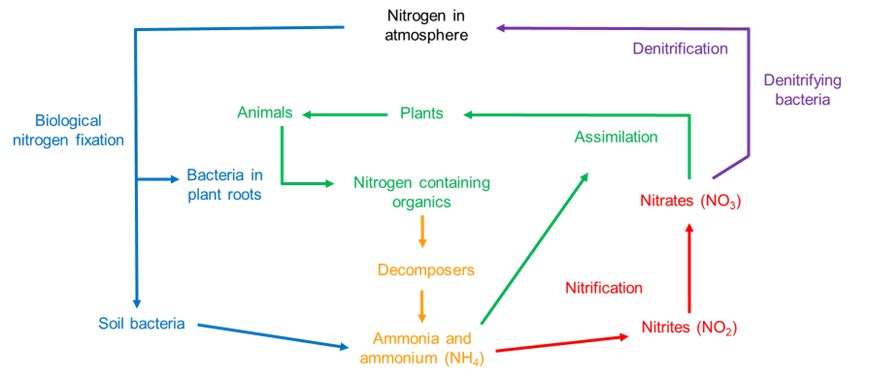 Nitrogen in
atmosphere
Denitrification
Denitrifying
bacteria
Biological
nitrogen fixation
Animals
Plants
Assimilation
Bacteria in
plant roots
Nitrogen containing
organics
Nitrates (NO₃)
Decomposers
Nitrification
Soil bacteria
Ammonia and
ammonium (NH₄)
Nitrites (NO₂)